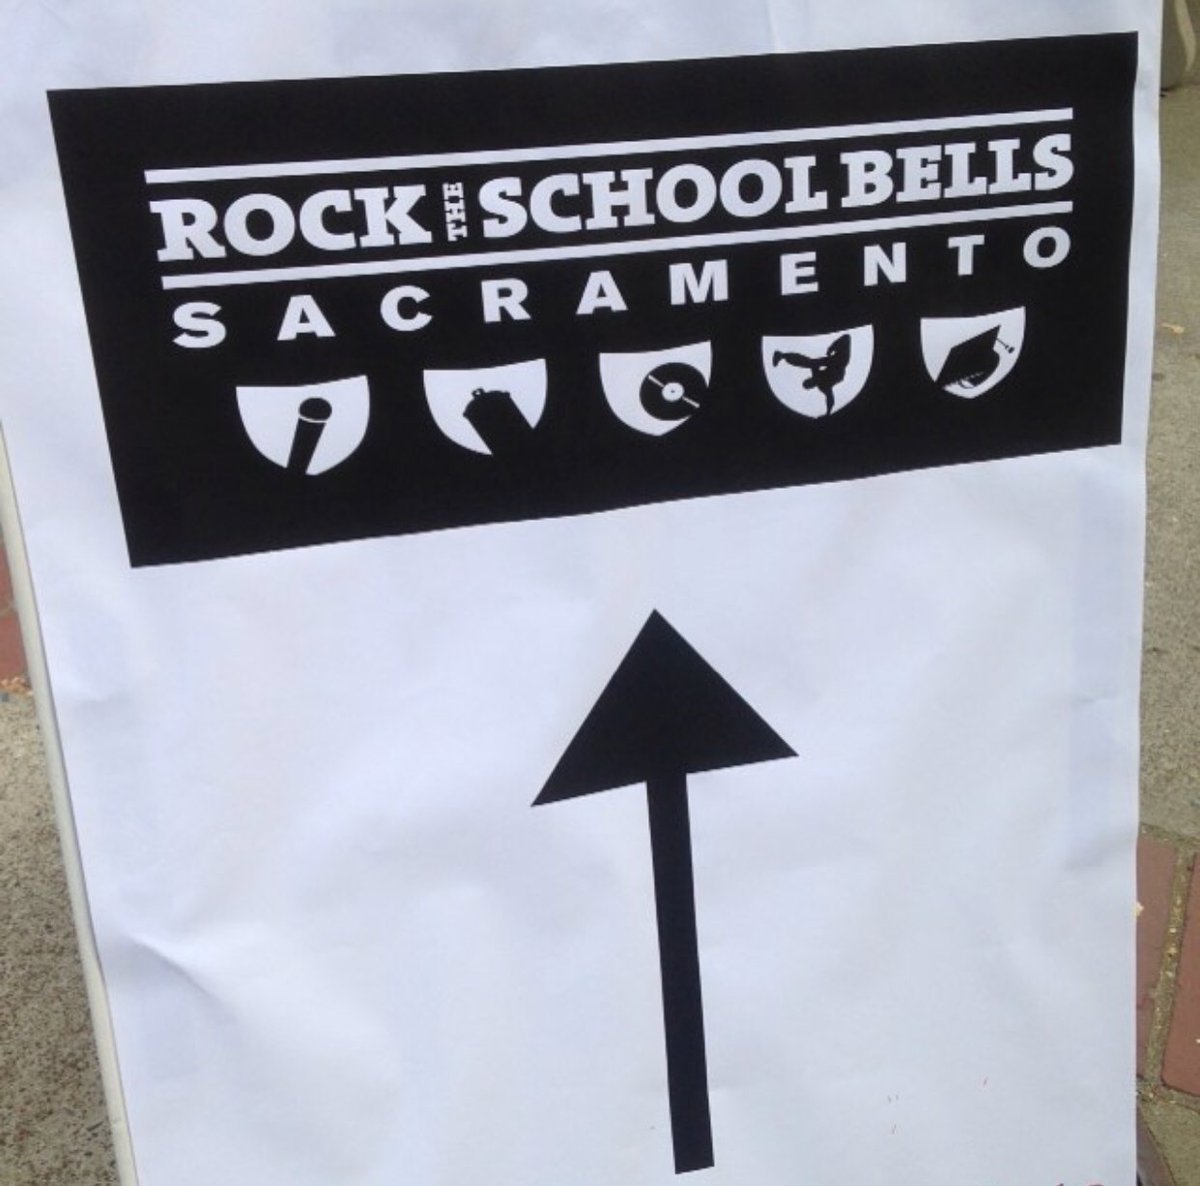 ROCK THE SCHOOL BELLS
SACRAMENTO